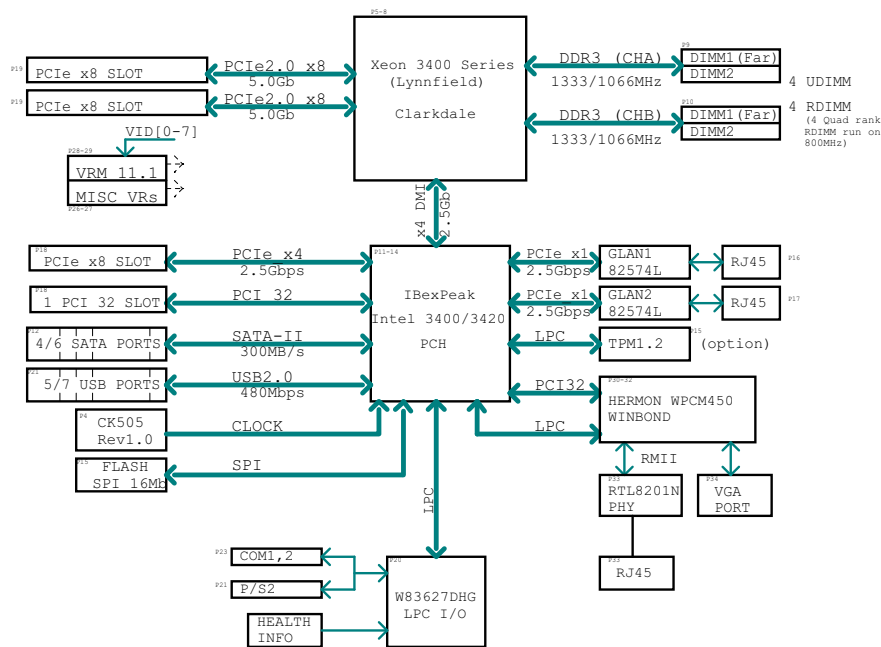 P5-8
Xeon 3400 Series
(Lynnfield)
Clarkdale
P19
PCIe x8 SLOT
PCIe2.0 x8
5.0Gb
P19
PCIe x8 SLOT
PCIe2.0 x8
5.0Gb
DDR3 (CHA)
1333/1066MHz
P9
DIMM1(Far)
DIMM2
4 UDIMM
DDR3 (CHB)
1333/1066MHz
P10
DIMM1(Far)
DIMM2
4 RDIMM
(4 Quad rank
RDIMM run on
800MHz)
VID[0-7]
P28-29
VRM 11.1
MISC VRs
P26-27
x4 DMI
2.5Gb
P11-14
IBexPeak
Intel 3400/3420
PCH
P18
PCIe x8 SLOT
PCIe x4
2.5Gbps
P18
1 PCI 32 SLOT
PCI 32
P12
4/6 SATA PORTS
SATA-II
300MB/s
P21
5/7 USB PORTS
USB2.0
480Mbps
P4
CK505
Rev1.0
CLOCK
P15
FLASH
SPI 16Mb
SPI
PCIe x1
2.5Gbps
GLAN1
82574L
RJ45
P16
PCIe x1
2.5Gbps
GLAN2
82574L
RJ45
P17
LPC
TPM1.2
P15
(option)
PCI32
P30-32
HERMON WPCM450
WINBOND
LPC
RMII
P33
RTL8201N
PHY
P34
VGA
PORT
P33
RJ45
LPC
P23
COM1,2
P21
P/S2
HEALTH
INFO
P20
W83627DHG
LPC I/O